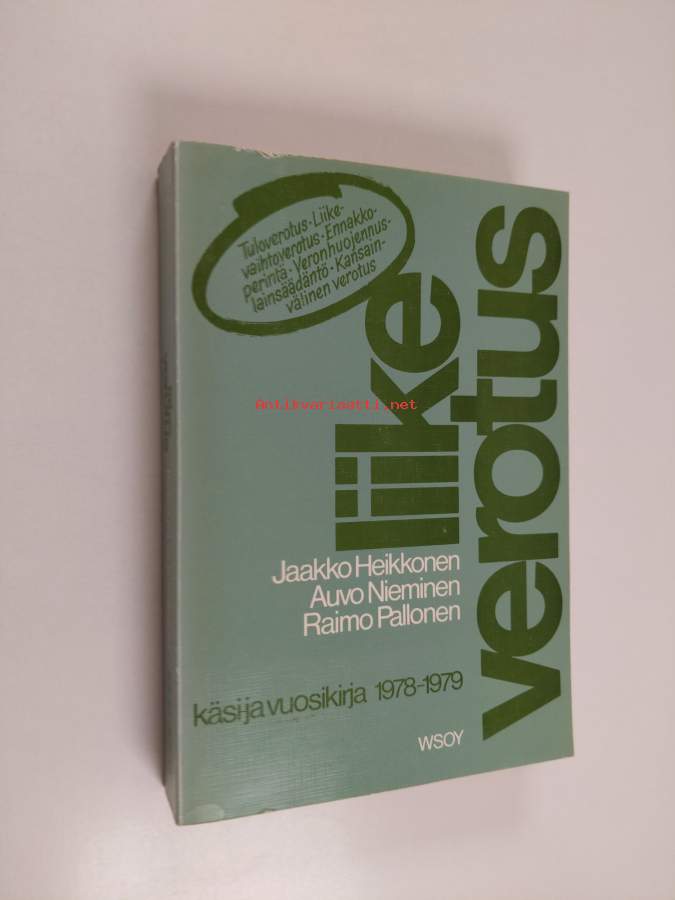 Tuloverotus · Liike-
vaihtoverotus · Ennakko-
perintä · Veronhuojennus-
lainsäädäntö · Kansain-
välinen verotus
liike
verotus
Antikvariaatti.net
Jaakko Heikkonen
Auvo Nieminen
Raimo Pallonen
käsi-ja vuosikirja 1978-1979
WSOY